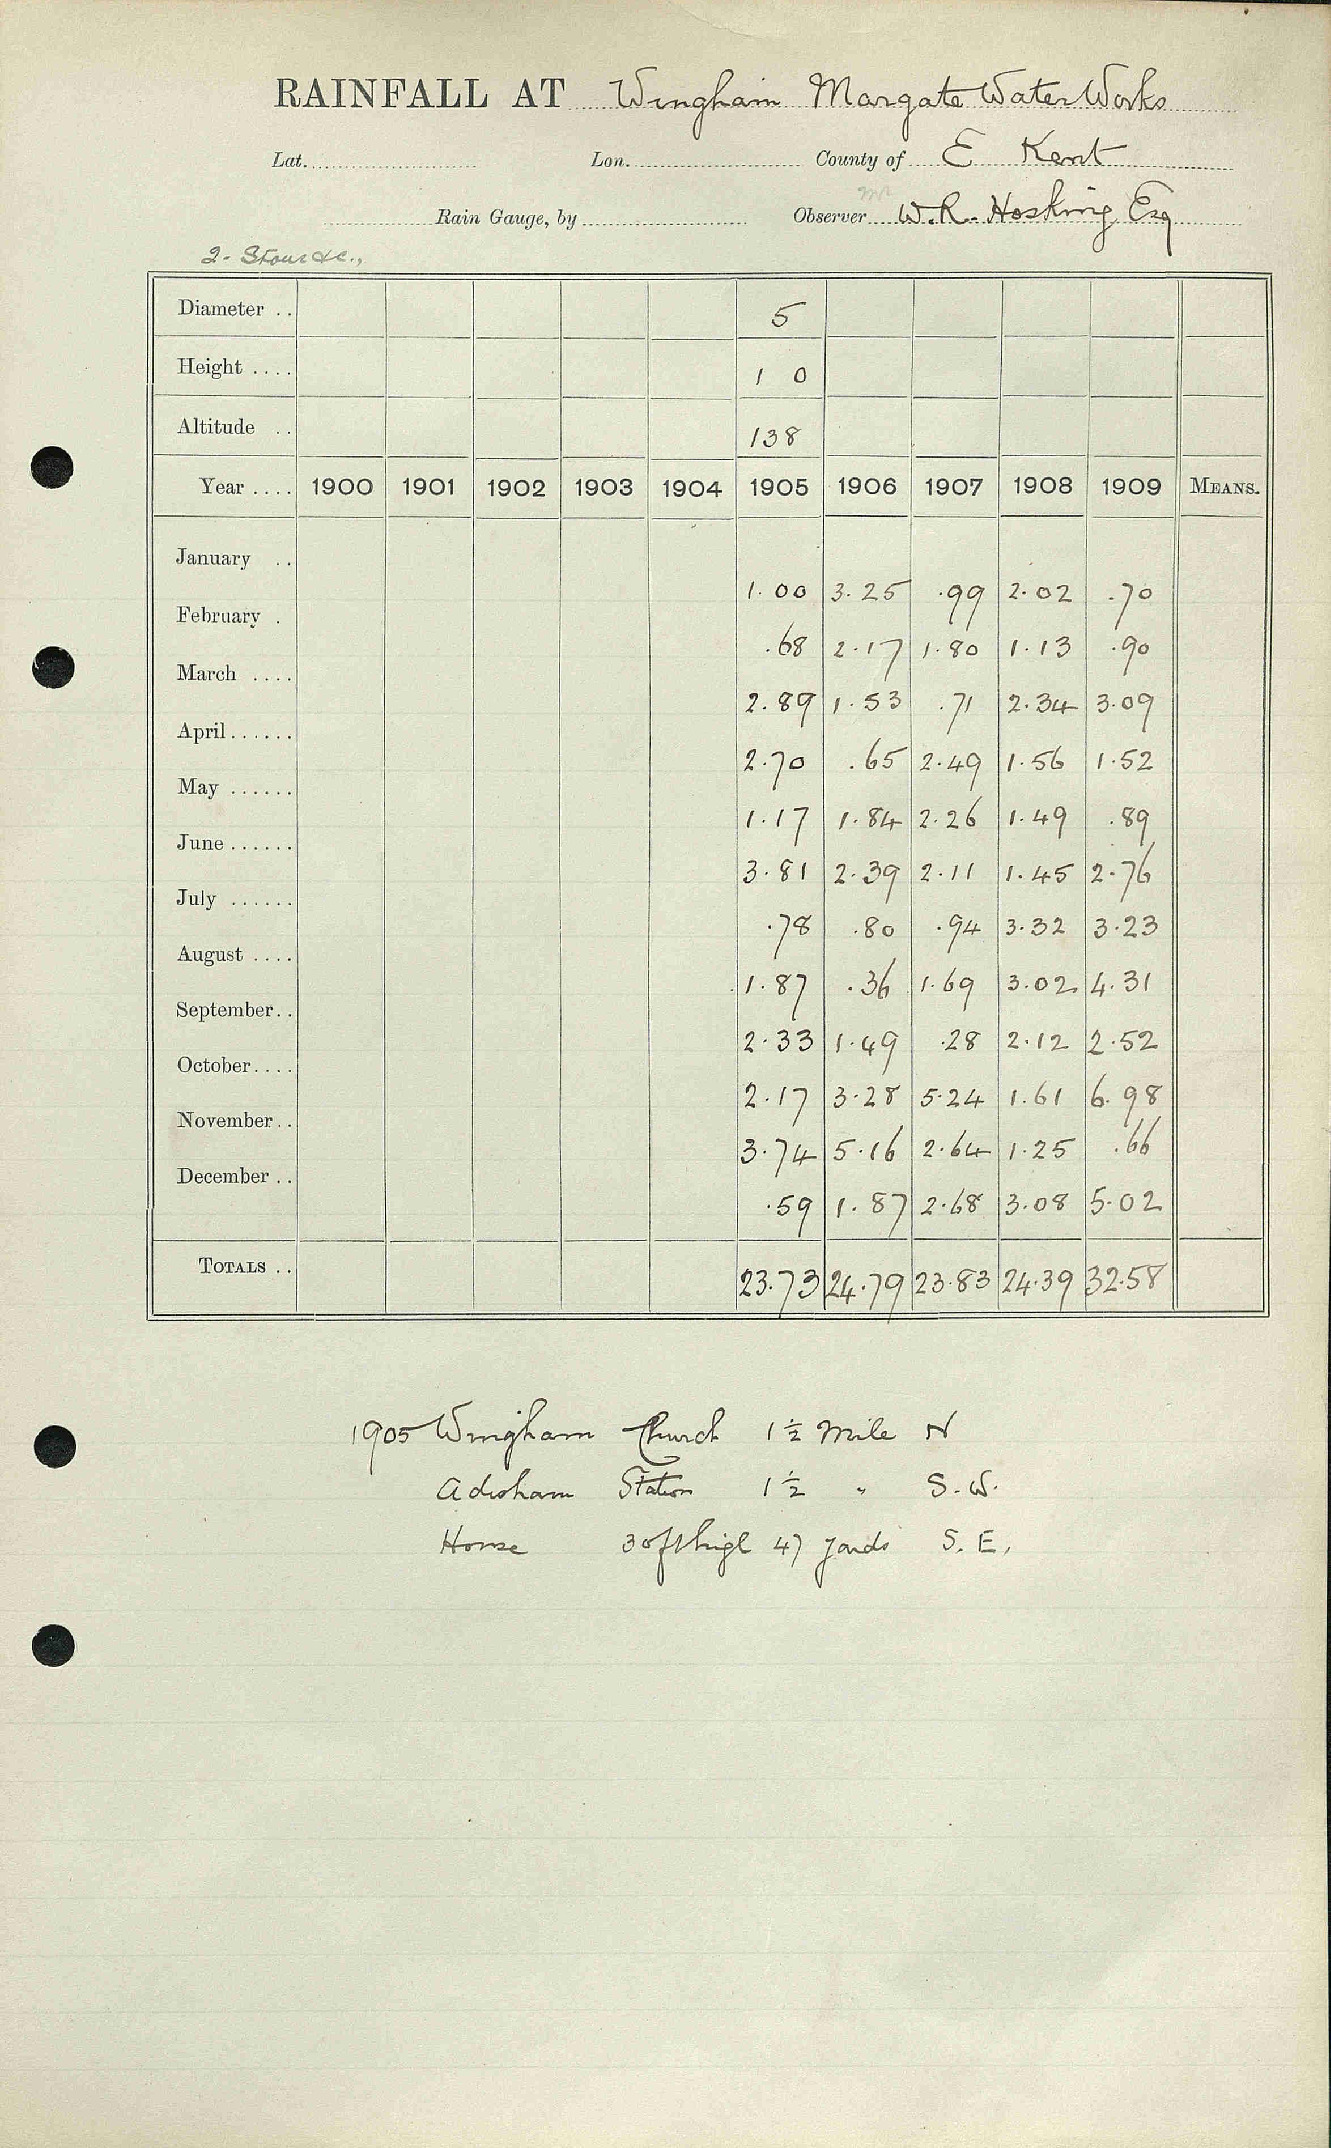 RAINFALL AT Wingham Margate Water Works
Lat. Lon. County of E Kent
Rain Gauge, by Observer W. R. Hosking Esq
2- Stour &c.,
Diameter .. 5
Height .... 1 0
Altitude .. 138
Year .... 1900 1901 1902 1903 1904 1905 1906 1907 1908 1909 MEANS.
January .. 1.00 3.25 .99 2.02 .70
February . .68 2.17 1.80 1.13 .90
March .... 2.89 1.53 .71 2.34 3.09
April ...... 2.70 .65 2.49 1.56 1.52
May ...... 1.17 1.84 2.26 1.49 .89
June ...... 3.81 2.39 2.11 1.45 2.76
July ...... .78 .80 .94 3.32 3.23
August .... 1.87 .36 1.69 3.02 4.31
September.. 2.33 1.49 .28 2.12 2.52
October.... 2.17 3.28 5.24 1.61 6.98
November.. 3.74 5.16 2.64 1.25 .66
December .. .59 1.87 2.68 3.08 5.02
TOTALS .. 23.73 24.79 23.83 24.39 32.58
1905 Wingham Church 1½ mile N
Adisham Station 1½ " S.W.
House 30ft high 47 yards S.E.